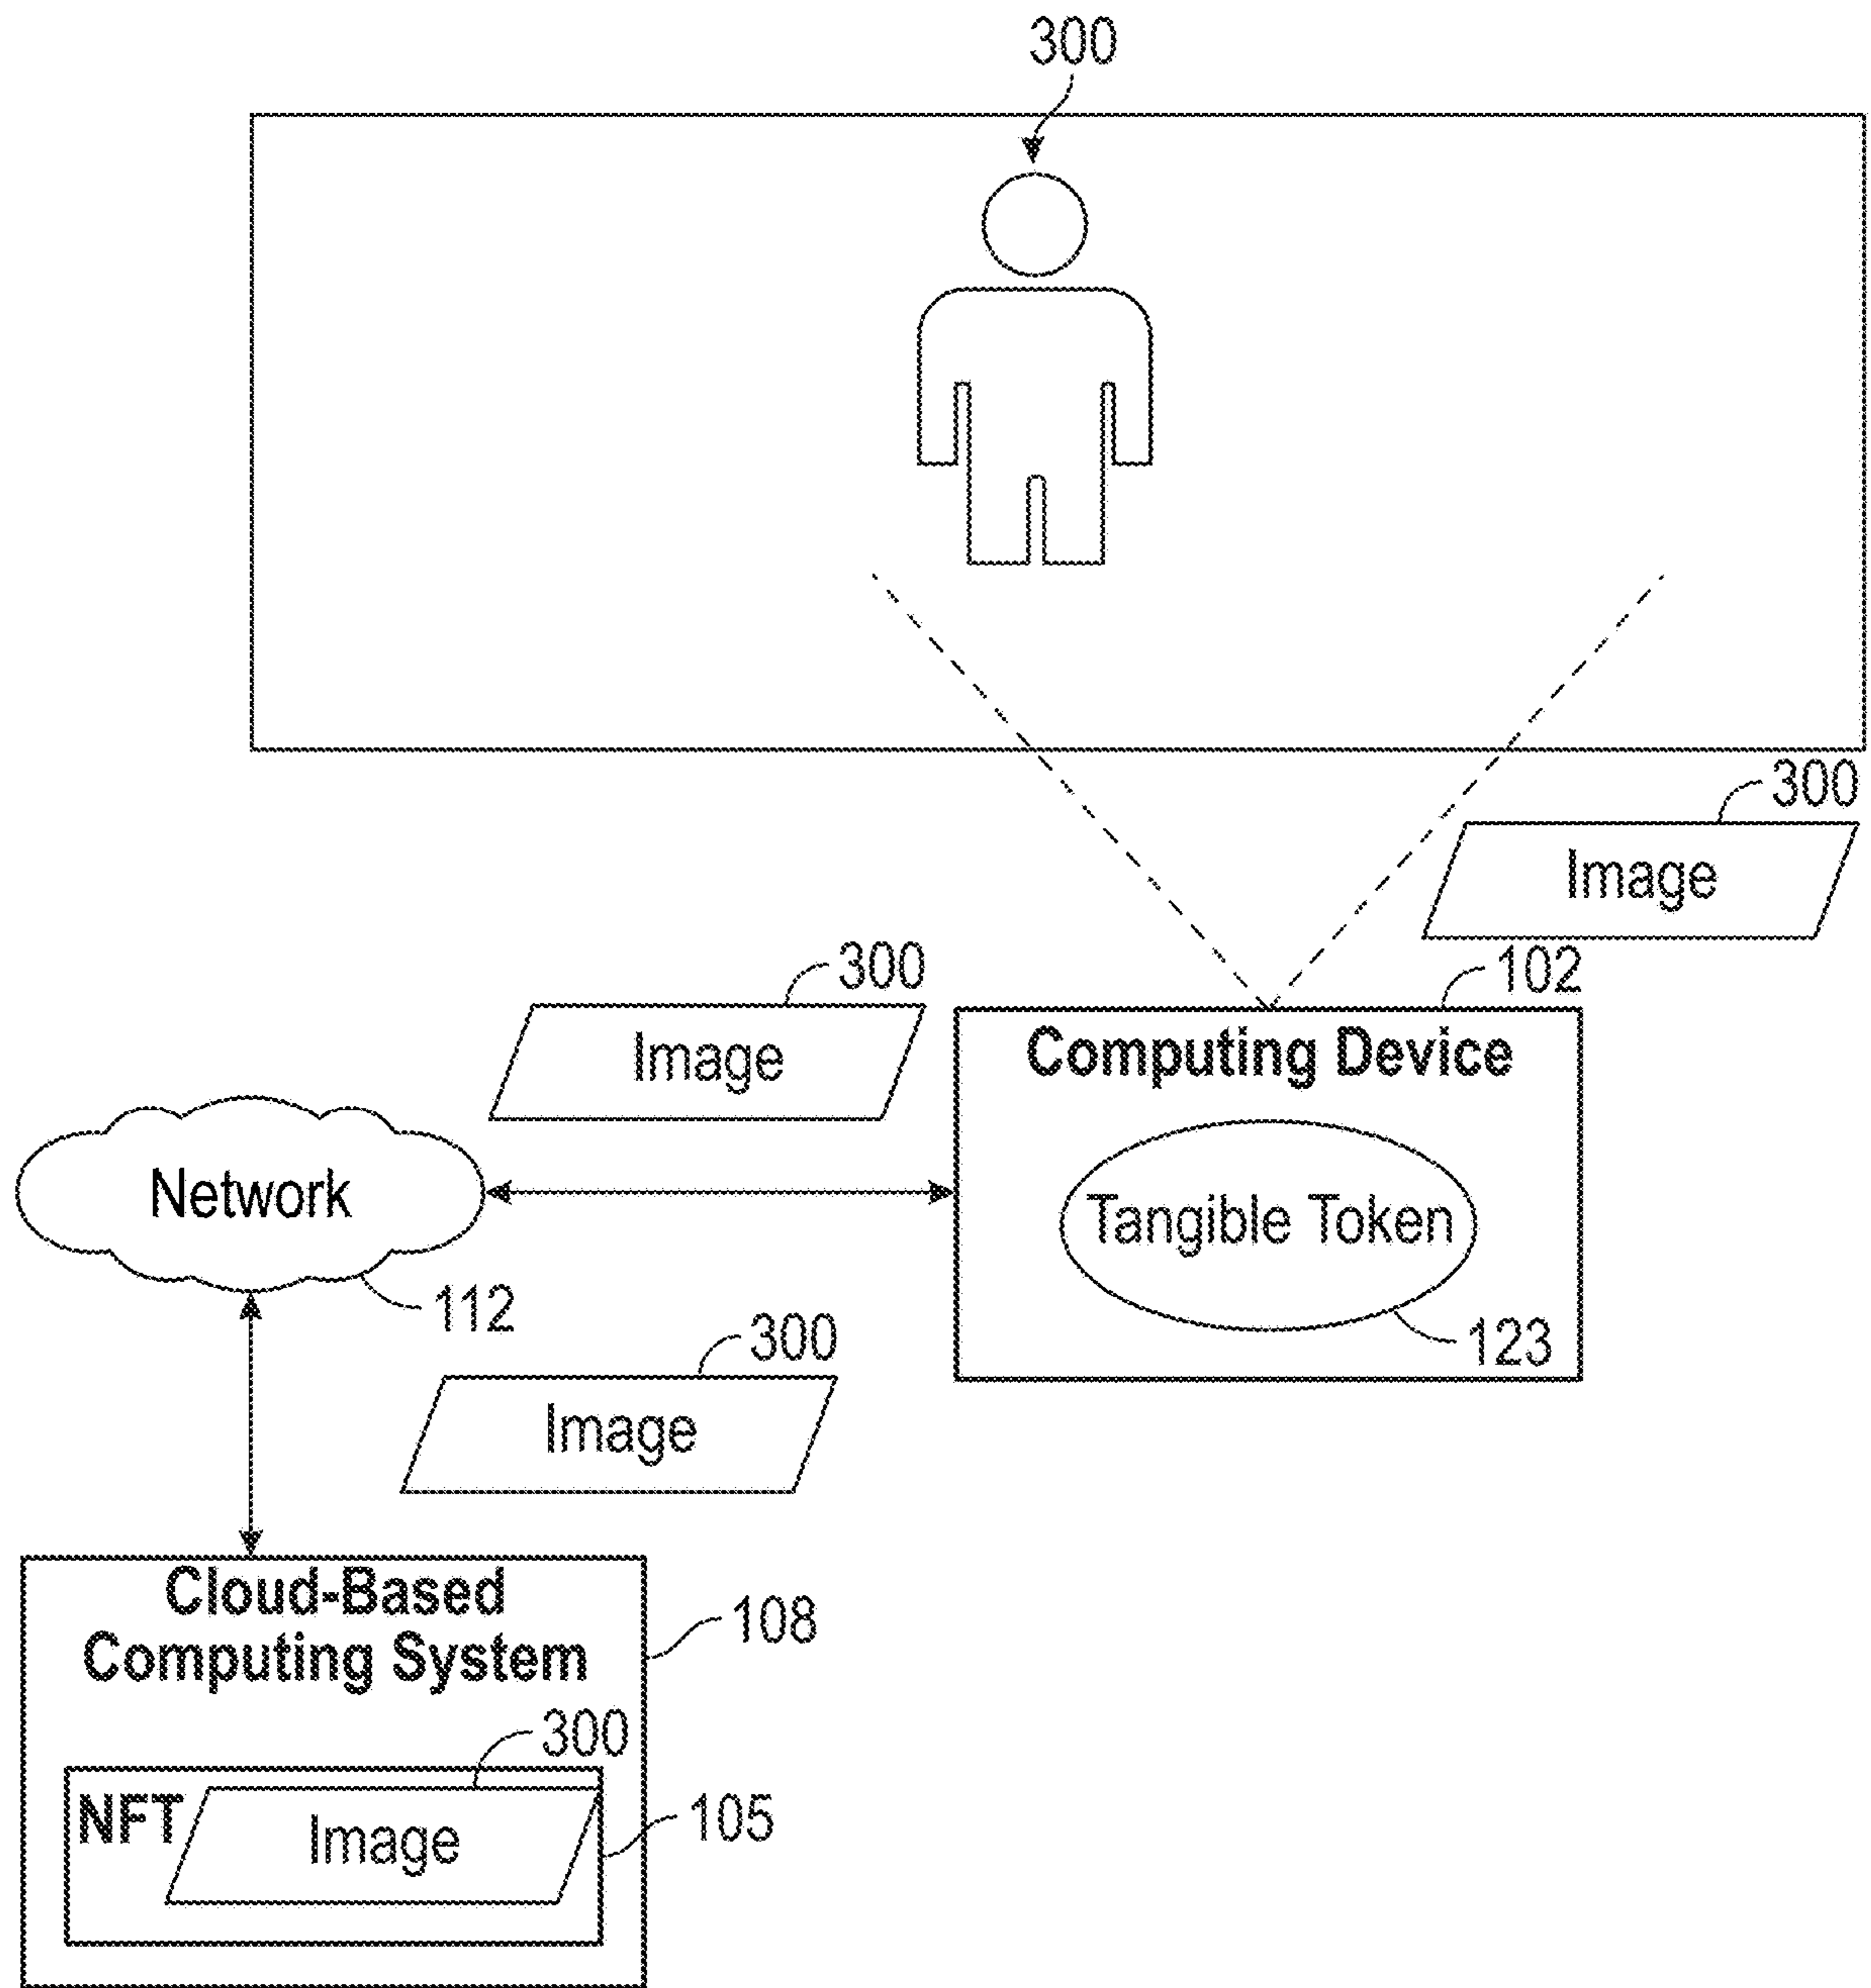 300
300
Image
300
102
Image
Computing Device
Network
Tangible Token
112
123
300
Image
Cloud-Based
Computing System
108
300
NFT
Image
105